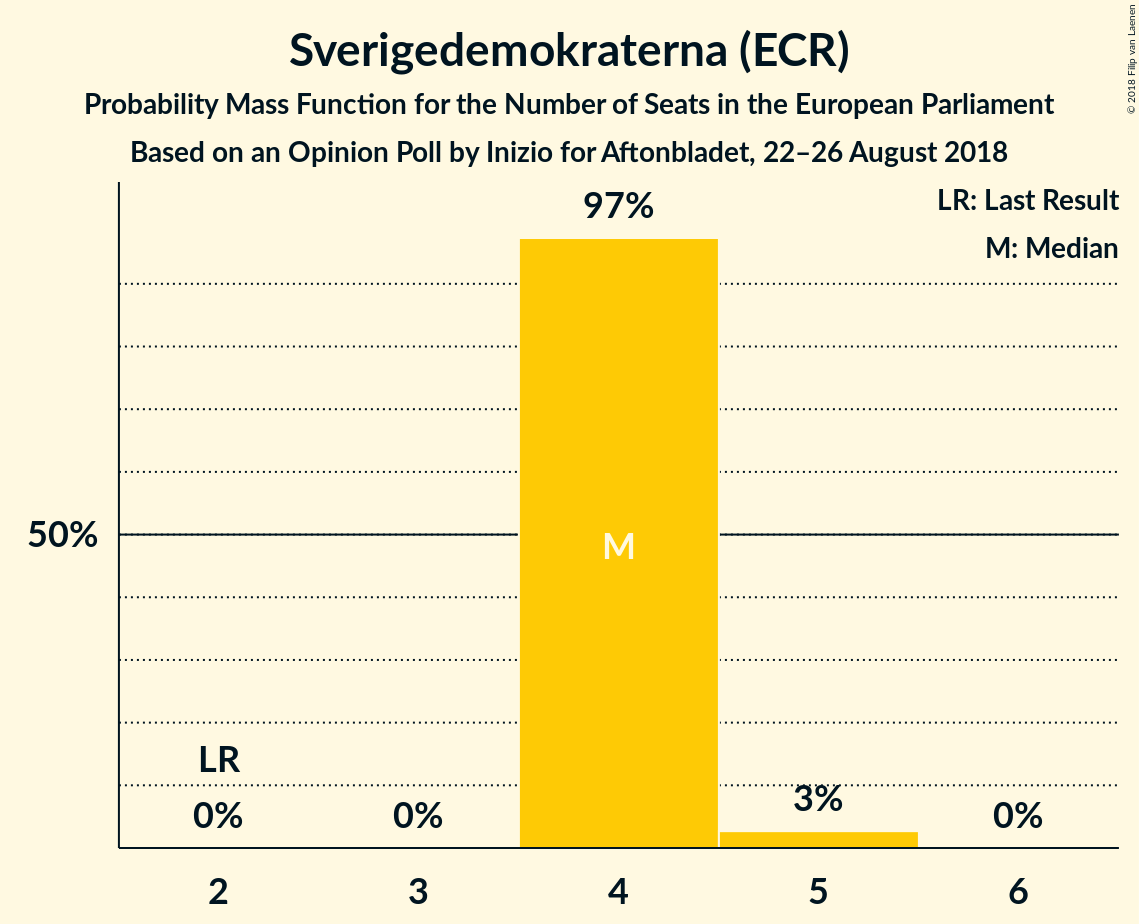 Sverigedemokraterna (ECR)
Probability Mass Function for the Number of Seats in the European Parliament
Based on an Opinion Poll by Inizio for Aftonbladet, 22–26 August 2018
© 2018 Filip van Laenen
LR: Last Result
M: Median
97%
50%
M
LR
0%
0%
3%
0%
2
3
4
5
6